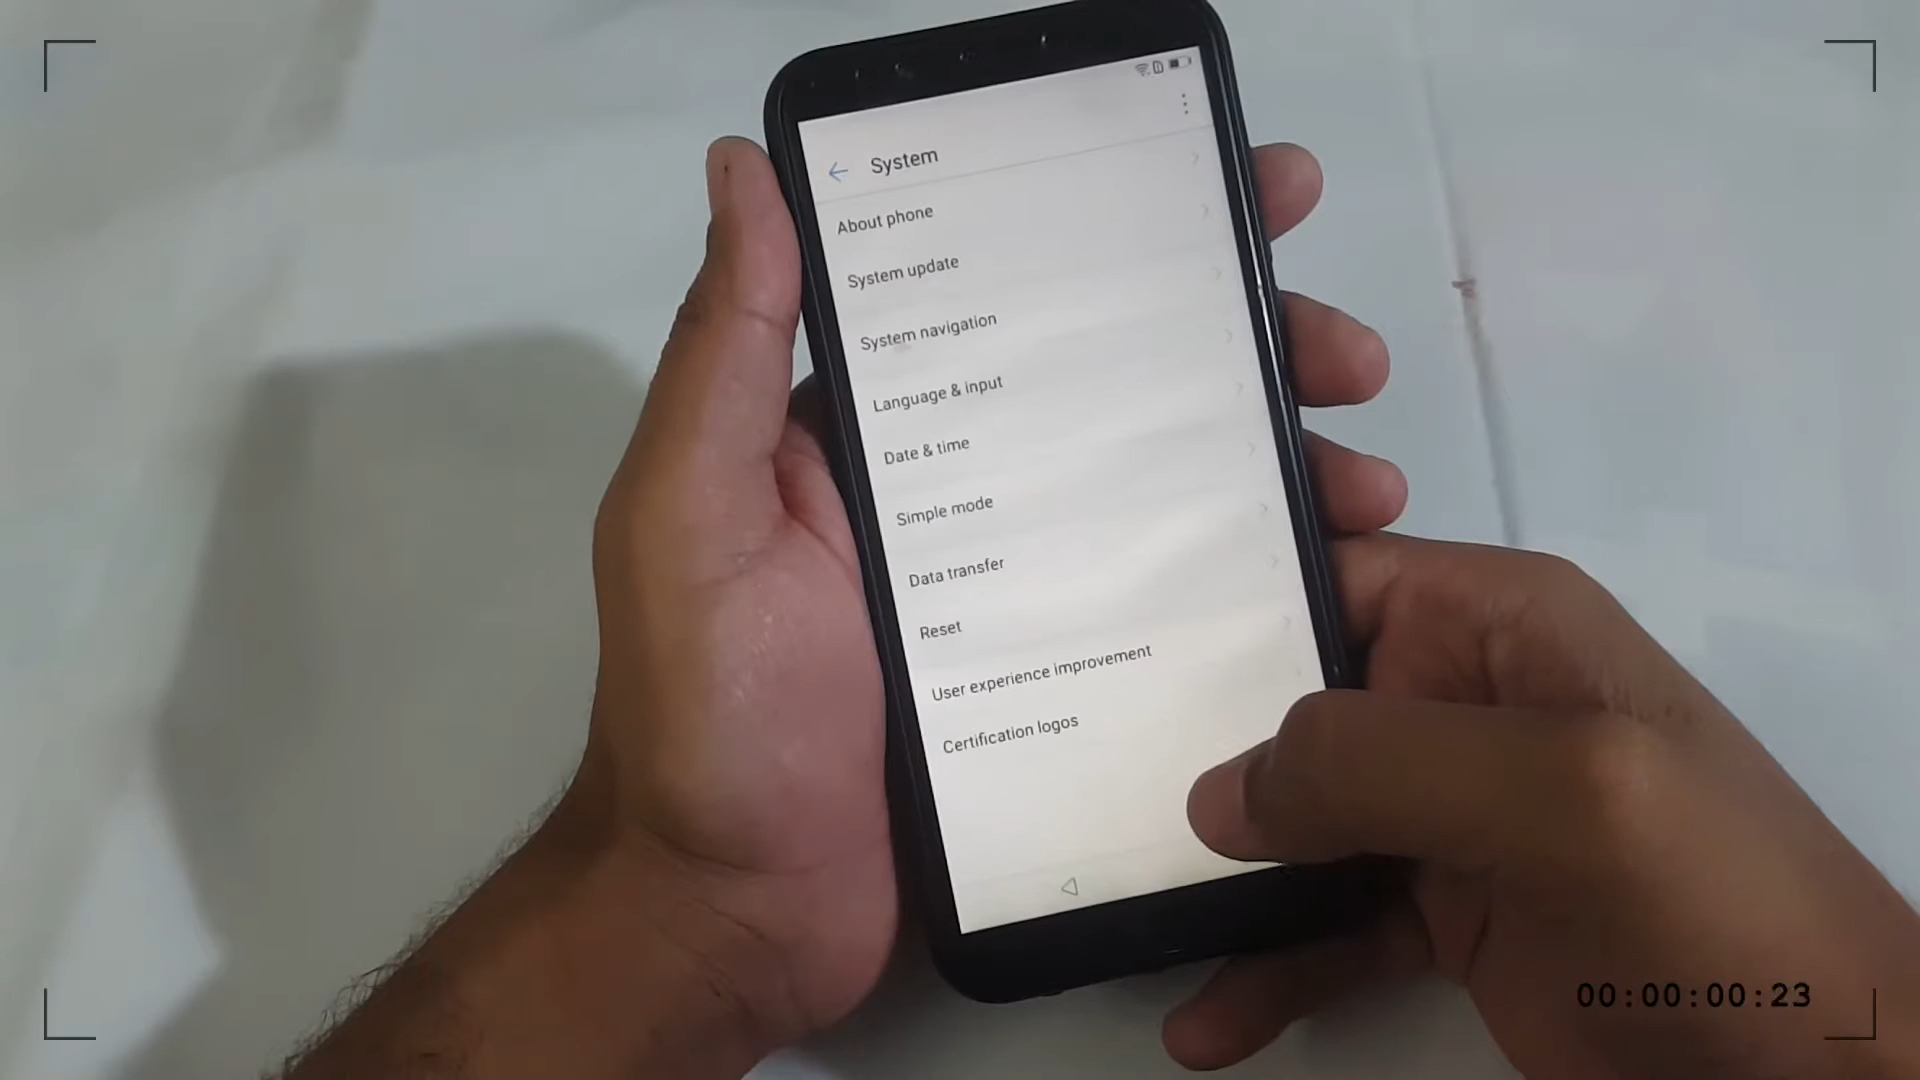 System
About phone
System update
System navigation
Language & input
Date & time
Simple mode
Data transfer
Reset
User experience improvement
Certification logos
00:00:00:23